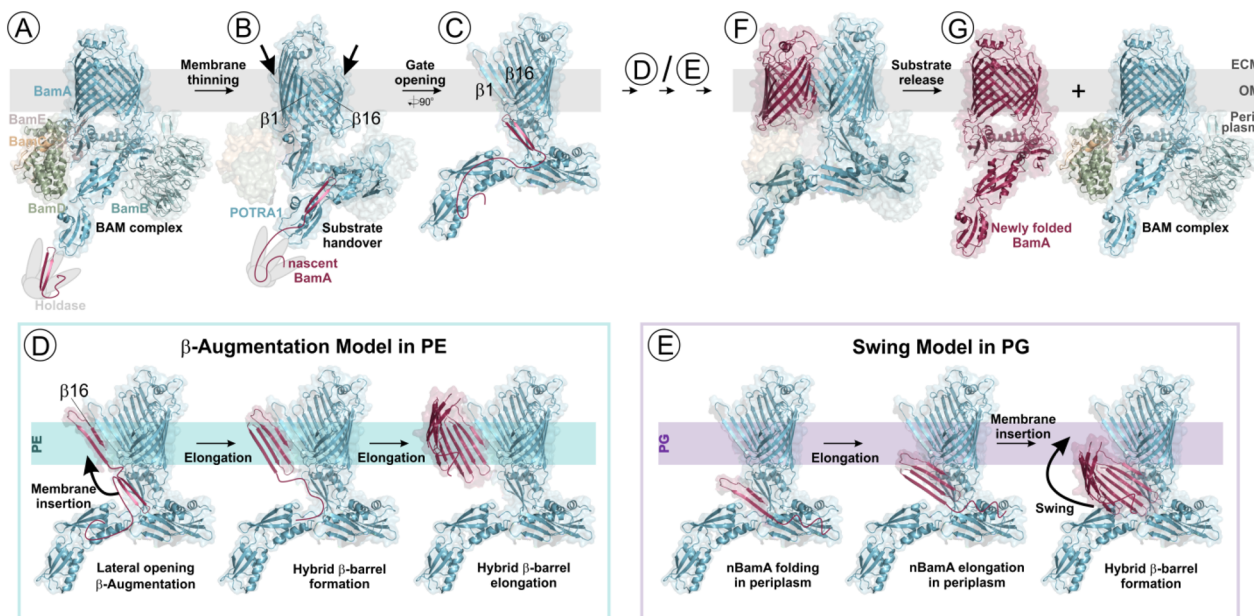 A
B
C
F
G
Membrane
thinning
Gate
opening
90°
D / E
Substrate
release
BamA
β1
β16
β1
β16
+
ECM
OM
Peri
plasm
BamE
BamD
BamB
BAM complex
Holdase
POTRA1
Substrate
handover
nascent
BamA
Newly folded
BamA
BAM complex
D
β-Augmentation Model in PE
β16
PE
Membrane
insertion
Elongation
Elongation
Lateral opening
β-Augmentation
Hybrid β-barrel
formation
Hybrid β-barrel
elongation
E
Swing Model in PG
PG
Elongation
Membrane
insertion
Swing
nBamA folding
in periplasm
nBamA elongation
in periplasm
Hybrid β-barrel
formation